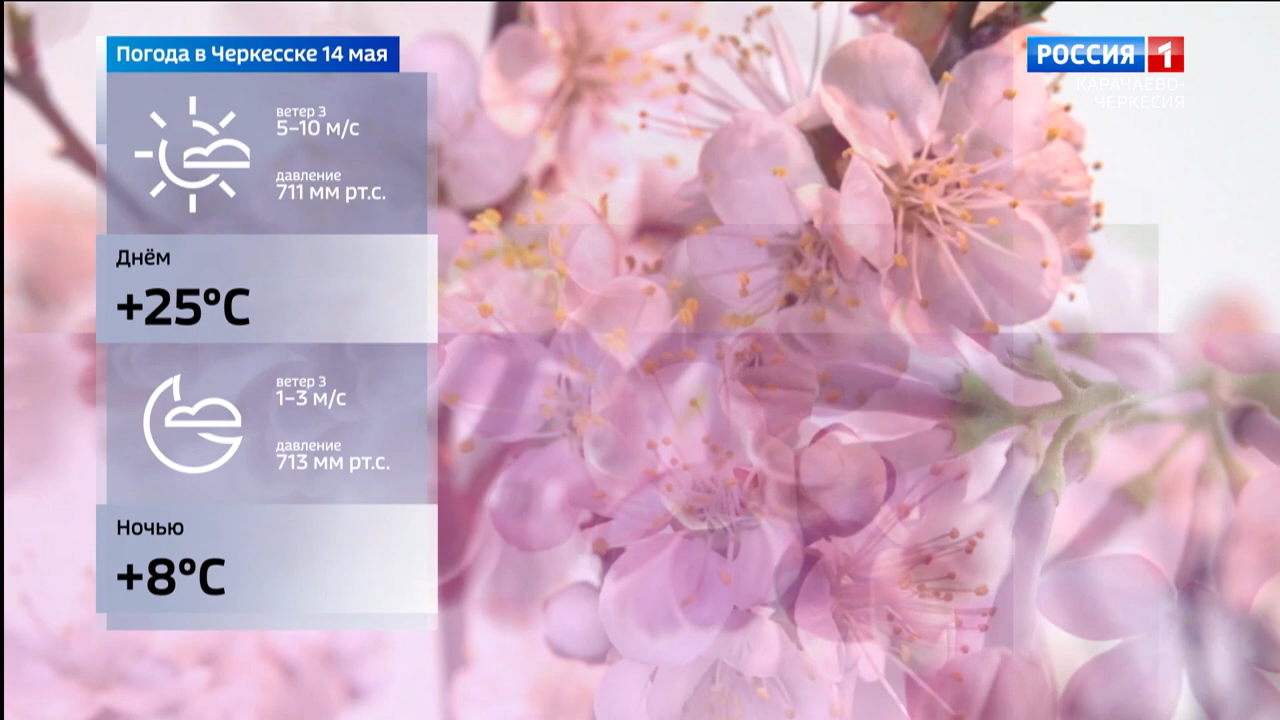 Погода в Черкесске 14 мая
ветер З
5–10 м/с
давление
711 мм рт.с.
Днём
+25°C
ветер З
1–3 м/с
давление
713 мм рт.с.
Ночью
+8°C
РОССИЯ 1
КАРАЧАЕВО-
ЧЕРКЕСИЯ